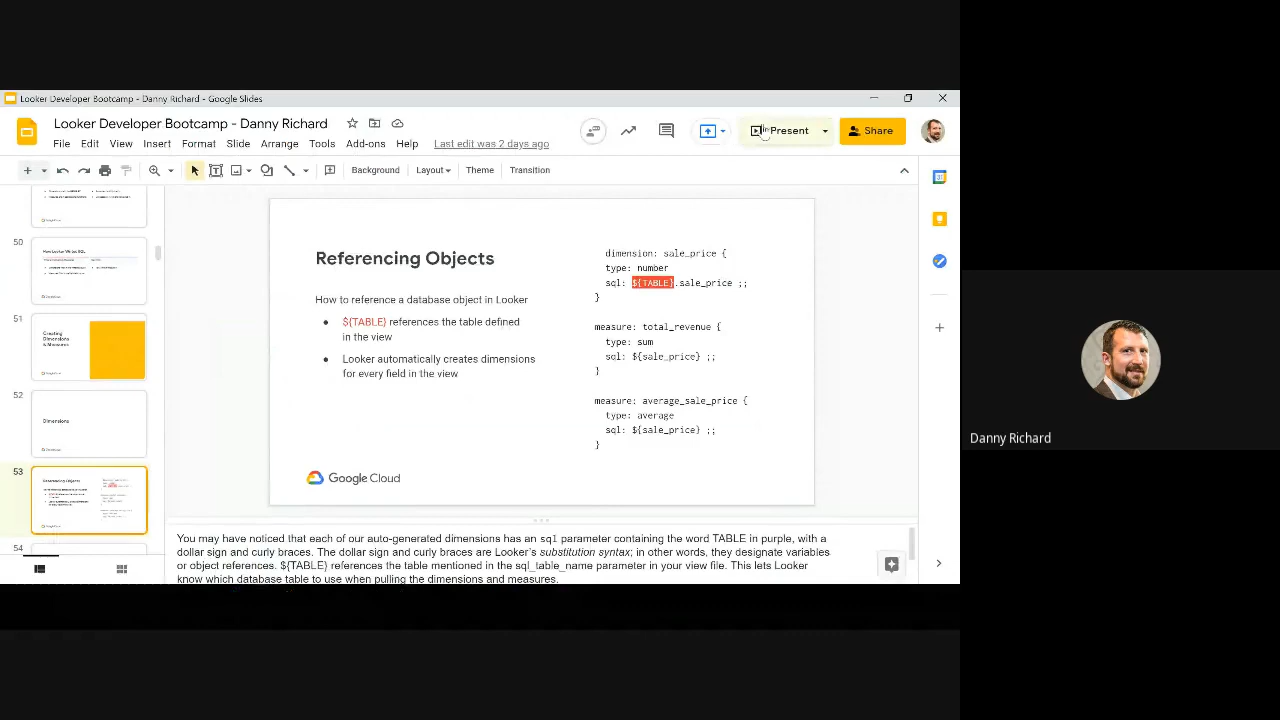 Looker Developer Bootcamp - Danny Richard - Google Slides
Looker Developer Bootcamp - Danny Richard
File Edit View Insert Format Slide Arrange Tools Add-ons Help Last edit was 2 days ago
Present
Share
Background Layout Theme Transition
50
How Looker Writes SQL
51
Creating
Dimensions
& Measures
52
Dimensions
53
Referencing Objects
54
Referencing Objects
How to reference a database object in Looker
● ${TABLE} references the table defined
in the view
● Looker automatically creates dimensions
for every field in the view
dimension: sale_price {
type: number
sql: ${TABLE}.sale_price ;;
}
measure: total_revenue {
type: sum
sql: ${sale_price} ;;
}
measure: average_sale_price {
type: average
sql: ${sale_price} ;;
}
Google Cloud
You may have noticed that each of our auto-generated dimensions has an sql parameter containing the word TABLE in purple, with a
dollar sign and curly braces. The dollar sign and curly braces are Looker's substitution syntax; in other words, they designate variables
or object references. ${TABLE} references the table mentioned in the sql_table_name parameter in your view file. This lets Looker
know which database table to use when pulling the dimensions and measures.
Danny Richard